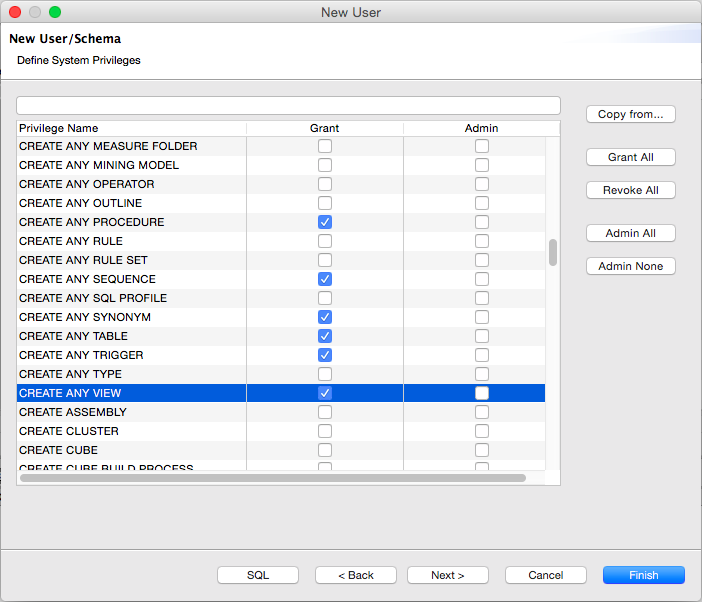 New User
New User/Schema
Define System Privileges
Copy from...
Privilege Name Grant Admin
CREATE ANY MEASURE FOLDER
CREATE ANY MINING MODEL
Grant All
CREATE ANY OPERATOR
Revoke All
CREATE ANY OUTLINE
CREATE ANY PROCEDURE
Admin All
CREATE ANY RULE
CREATE ANY RULE SET
Admin None
CREATE ANY SEQUENCE
CREATE ANY SQL PROFILE
CREATE ANY SYNONYM
CREATE ANY TABLE
CREATE ANY TRIGGER
CREATE ANY TYPE
CREATE ANY VIEW
CREATE ASSEMBLY
CREATE CLUSTER
CREATE CUBE
CREATE CUBE BUILD PROCESS
SQL < Back Next > Cancel Finish